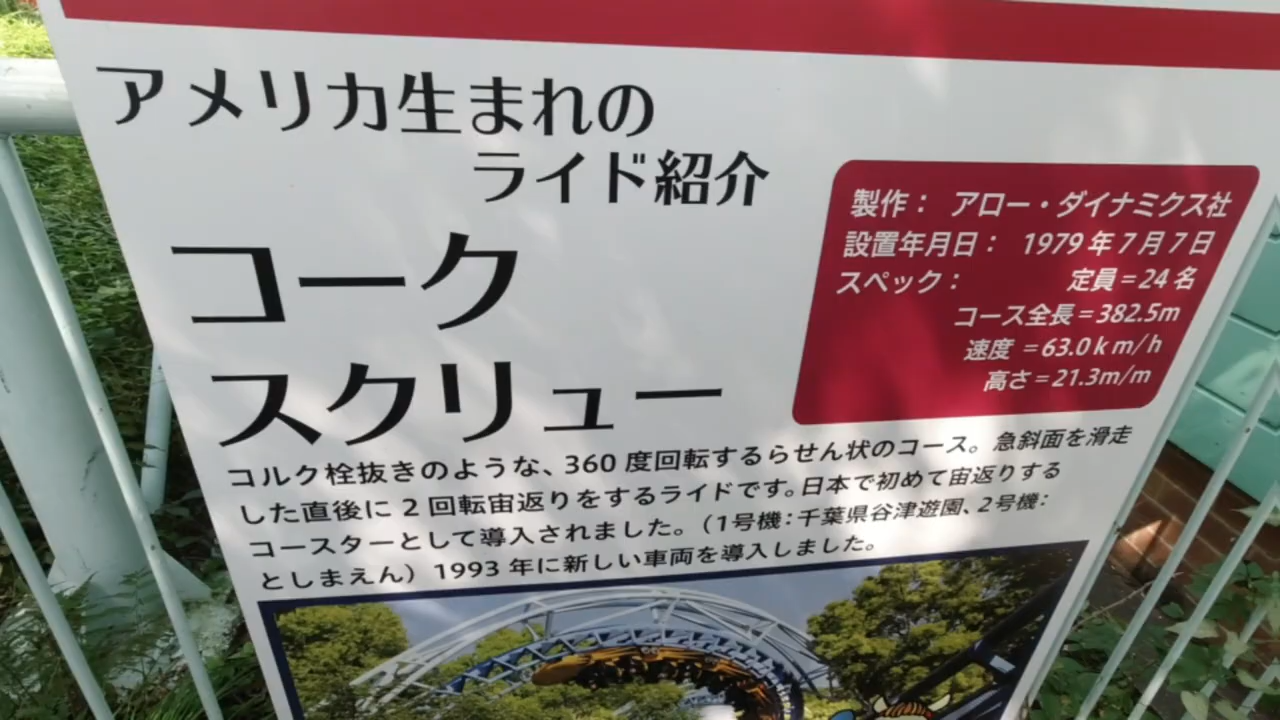 アメリカ生まれの
ライド紹介
コーク
スクリュー
製作： アロー・ダイナミクス社
設置年月日： 1979年7月7日
スペック： 定員＝24名
コース全長＝382.5m
速度 ＝63.0km/h
高さ＝21.3m/m
コルク栓抜きのような、360度回転するらせん状のコース。急斜面を滑走
した直後に2回転宙返りをするライドです。日本で初めて宙返りする
コースターとして導入されました。（1号機：千葉県谷津遊園、2号機：
としまえん）1993年に新しい車両を導入しました。